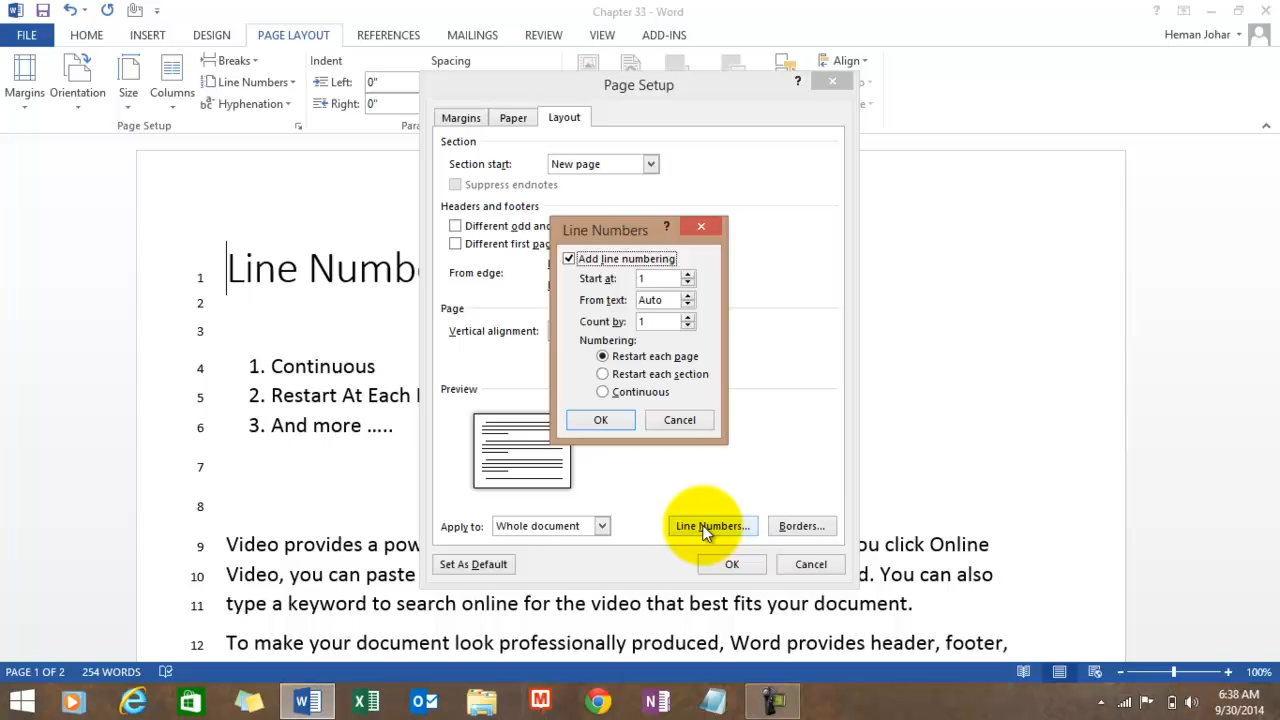 Chapter 33 - Word
FILE HOME INSERT DESIGN PAGE LAYOUT REFERENCES MAILINGS REVIEW VIEW ADD-INS Heman Johar
Margins Orientation Size Columns
Breaks
Line Numbers
Hyphenation
Page Setup
Indent Spacing
Left: 0"
Right: 0"
Align
Page Setup
Margins Paper Layout
Section
Section start: New page
Suppress endnotes
Headers and footers
Different odd
Different first
From edge:
Page
Vertical alignment:
Preview
Apply to: Whole document Line Numbers... Borders...
Set As Default OK Cancel
Line Numbers
Add line numbering
Start at: 1
From text: Auto
Count by: 1
Numbering:
Restart each page
Restart each section
Continuous
OK Cancel
1 Line
2
3
4 1. Continuous
5 2. Restart At Each
6 3. And more .....
7
8
9 Video provides a click Online
10 Video, you can paste You can also
11 type a keyword to search online for the video that best fits your document.
12 To make your document look professionally produced, Word provides header, footer,
PAGE 1 OF 2 254 WORDS 100%
6:38 AM
9/30/2014